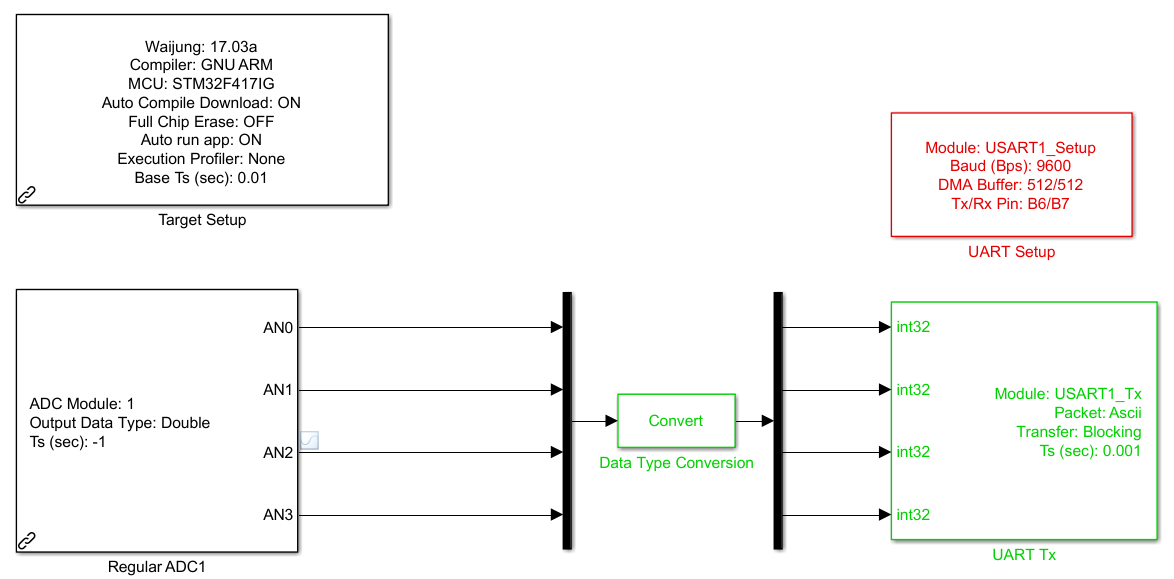 Waijung: 17.03a
Compiler: GNU ARM
MCU: STM32F417IG
Auto Compile Download: ON
Full Chip Erase: OFF
Auto run app: ON
Execution Profiler: None
Base Ts (sec): 0.01
Target Setup
Module: USART1_Setup
Baud (Bps): 9600
DMA Buffer: 512/512
Tx/Rx Pin: B6/B7
UART Setup
ADC Module: 1
Output Data Type: Double
Ts (sec): -1
AN0
AN1
AN2
AN3
Regular ADC1
Convert
Data Type Conversion
int32
int32
int32
int32
Module: USART1_Tx
Packet: Ascii
Transfer: Blocking
Ts (sec): 0.001
UART Tx